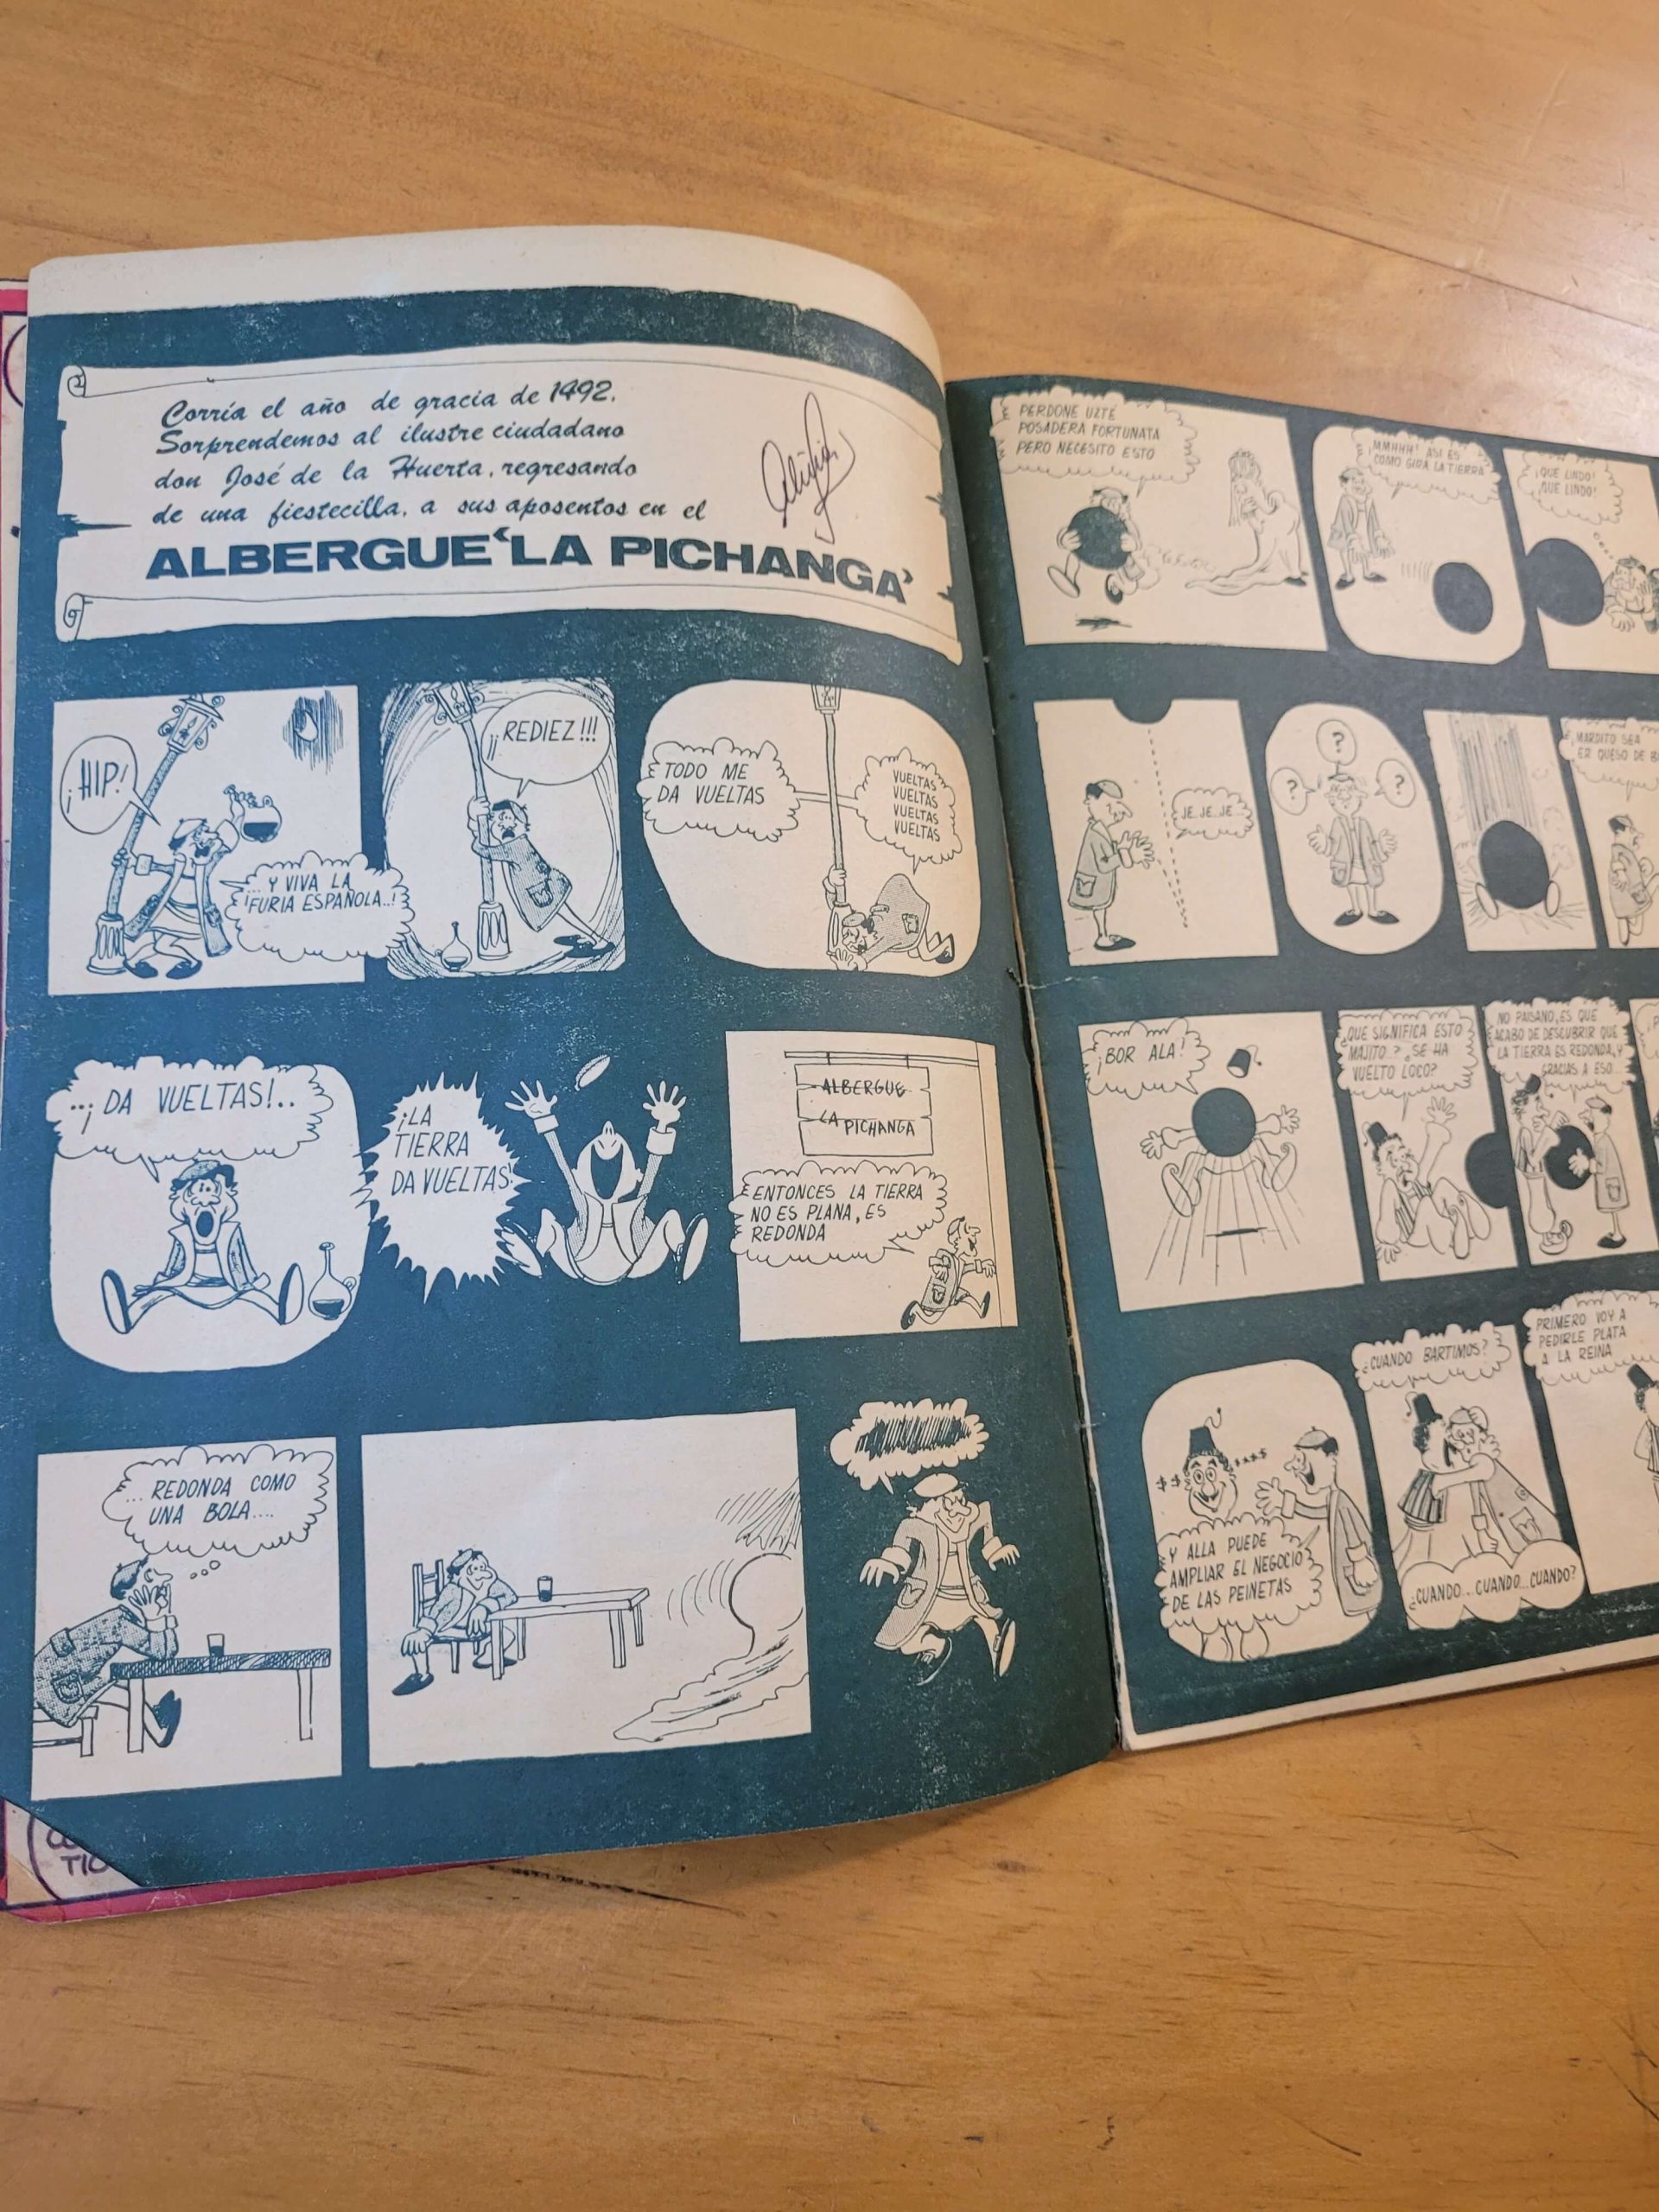 Corría el año de gracia de 1492.
Sorprendemos al ilustre ciudadano
don José de la Huerta, regresando
de una fiestecilla, a sus aposentos en el
ALBERGUE 'LA PICHANGA'
¡HIP!
... Y VIVA LA
¡FURIA ESPAÑOLA..!
¡¡REDIEZ!!!
TODO ME
DA VUELTAS
VUELTAS
VUELTAS
VUELTAS
VUELTAS
..¡ DA VUELTAS!..
¡LA
TIERRA
DA VUELTAS!
ALBERGUE
LA PICHANGA
ENTONCES LA TIERRA
NO ES PLANA, ES
REDONDA
... REDONDA COMO
UNA BOLA....
TIO
PERDONE UZTÉ
POSADERA FORTUNATA
PERO NECESITO ESTO
¡MMHHH! ASI ES
COMO GIRA LA TIERRA
¡QUE LINDO!
¡QUE LINDO!
JE..JE..JE...
?
?
?
¡MARDITO SEA
ER QUESO DE
¡BOR ALA!
¿QUE SIGNIFICA ESTO
MAJITO? ¿SE HA
VUELTO LOCO?
NO PAISANO, ES QUE
ACABO DE DESCUBRIR QUE
LA TIERRA ES REDONDA, Y
GRACIAS A ESO...
Y ALLA PUEDE
AMPLIAR EL NEGOCIO
DE LAS PEINETAS
¿CUANDO BARTIMOS?
¿CUANDO...CUANDO...CUANDO?
PRIMERO VOY A
PEDIRLE PLATA
A LA REINA